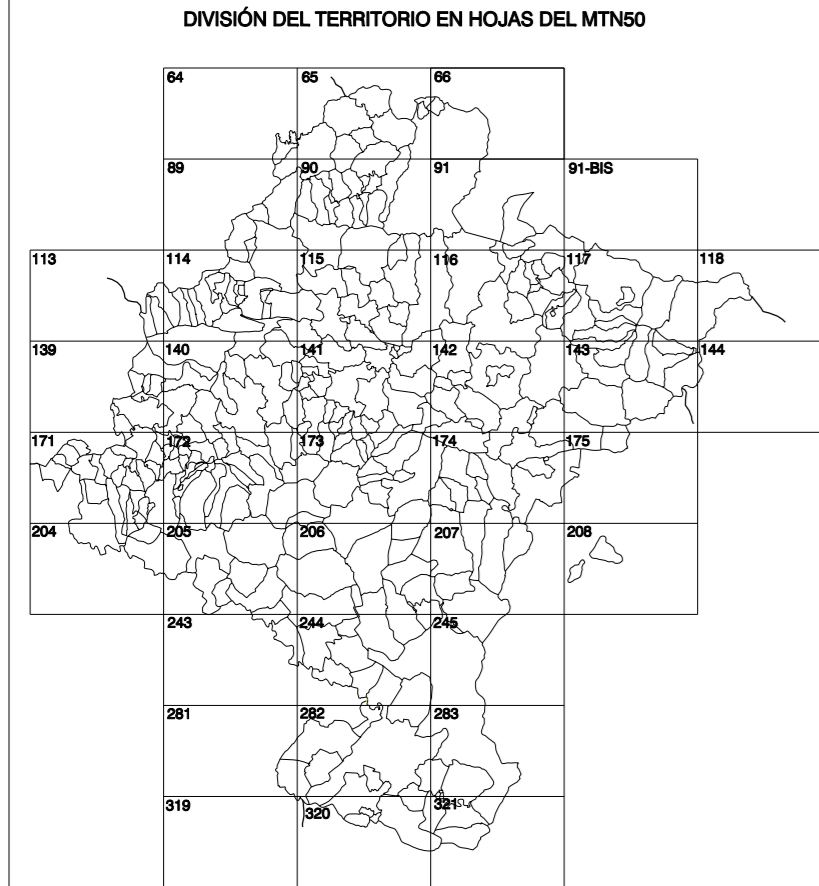 DIVISIÓN DEL TERRITORIO EN HOJAS DEL MTN50
64 65 66
89 90 91 91-BIS
113 114 115 116 117 118
139 140 141 142 143 144
171 172 173 174 175
204 205 206 207 208
243 244 245
281 282 283
319 320 321